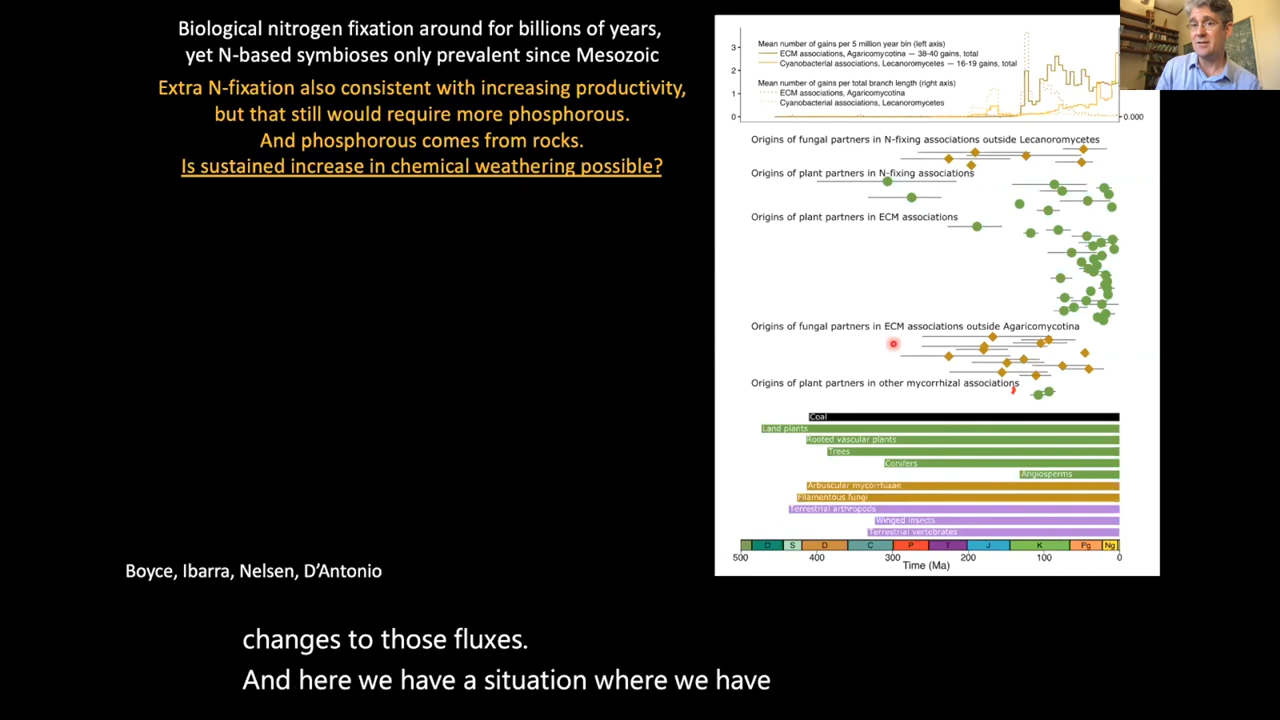 Biological nitrogen fixation around for billions of years,
yet N-based symbioses only prevalent since Mesozoic
Extra N-fixation also consistent with increasing productivity,
but that still would require more phosphorous.
And phosphorous comes from rocks.
Is sustained increase in chemical weathering possible?
Boyce, Ibarra, Nelsen, D’Antonio
Mean number of gains per 5 million year bin (left axis)
ECM associations, Agaricomycotina — 38-40 gains, total
Cyanobacterial associations, Lecanoromycetes — 16-19 gains, total
Mean number of gains per total branch length (right axis)
ECM associations, Agaricomycotina
Cyanobacterial associations, Lecanoromycetes
3
2
1
0
0.000
Origins of fungal partners in N-fixing associations outside Lecanoromycetes
Origins of plant partners in N-fixing associations
Origins of plant partners in ECM associations
Origins of fungal partners in ECM associations outside Agaricomycotina
Origins of plant partners in other mycorrhizal associations
Coal
Land plants
Rooted vascular plants
Trees
Conifers
Angiosperms
Arbuscular mycorrhizae
Filamentous fungi
Terrestrial arthropods
Winged insects
Terrestrial vertebrates
O S D C P T J K Pg Ng
500 400 300 200 100 0
Time (Ma)
changes to those fluxes.
And here we have a situation where we have